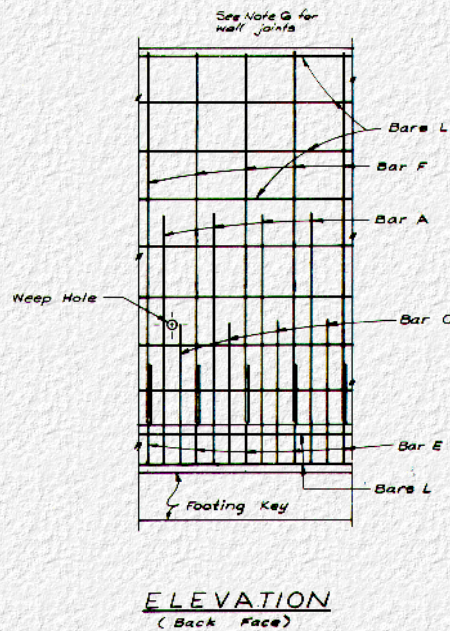 See Note G for
wall joints
Bars L
Bar F
Bar A
Weep Hole
Bar C
Bar E
Bars L
Footing Key
ELEVATION
(Back Face)